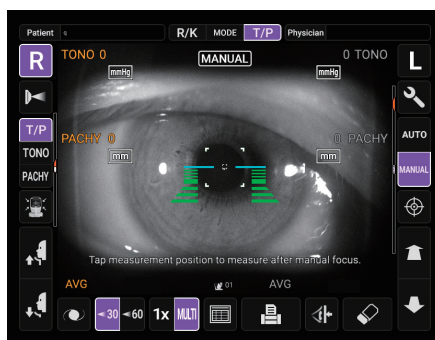 Patient R/K MODE T/P Physician
R TONO 0 MANUAL 0 TONO L
mmHg mmHg
T/P AUTO
TONO PACHY 0 0 PACHY
mm mm MANUAL
PACHY
Tap measurement position to measure after manual focus.
AVG 01 AVG
30 60 1x MULTI